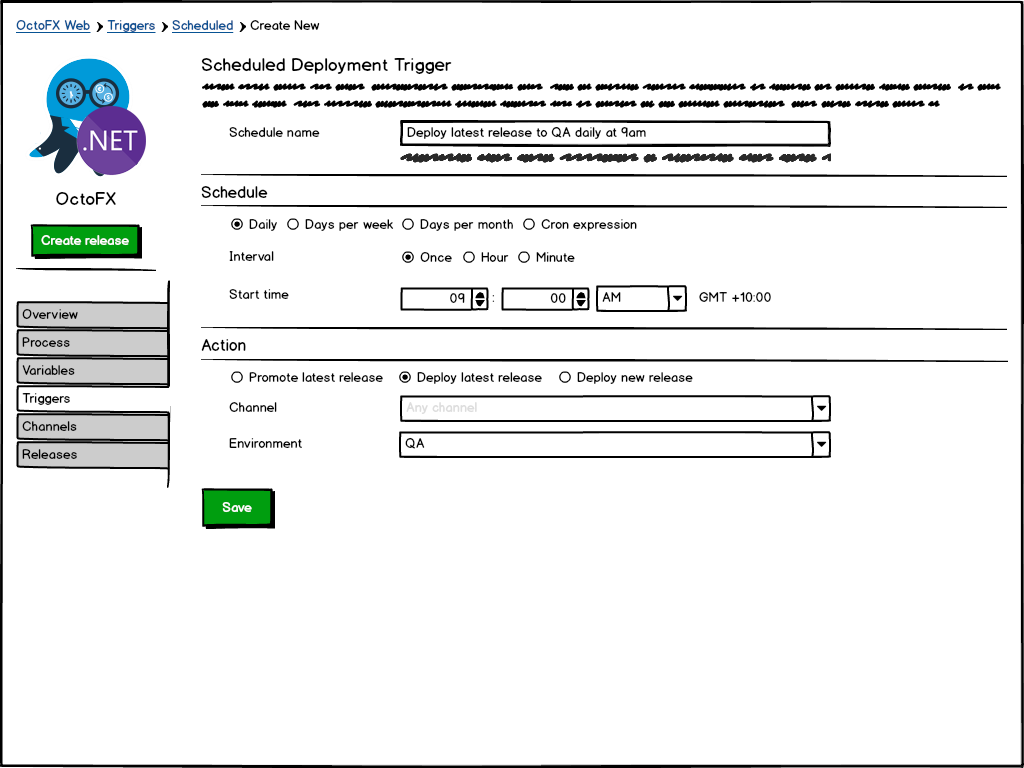 OctoFX Web ❯ Triggers ❯ Scheduled ❯ Create New
Scheduled Deployment Trigger
.NET
Schedule name
Deploy latest release to QA daily at 9am
OctoFX
Create release
Schedule
Daily Days per week Days per month Cron expression
Interval Once Hour Minute
Start time 09 : 00 AM GMT +10:00
Overview
Process
Variables
Triggers
Channels
Releases
Action
Promote latest release Deploy latest release Deploy new release
Channel Any channel
Environment QA
Save